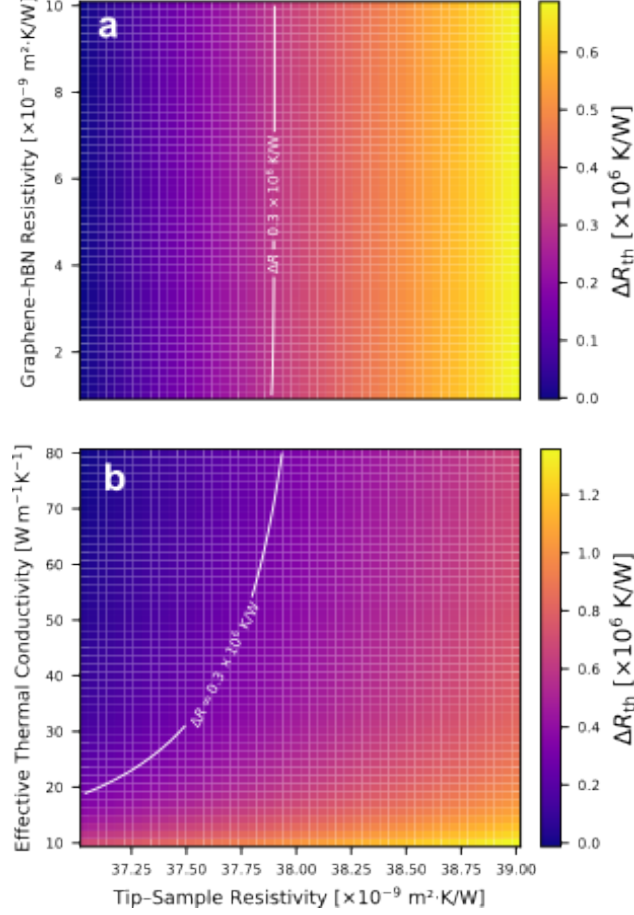 a
Graphene–hBN Resistivity [×10⁻⁹ m²·K/W]
10
8
6
4
2
ΔR = 0.3 × 10⁶ K/W
0.6
0.5
0.4
0.3
0.2
0.1
0.0
ΔR_th [×10⁶ K/W]
b
Effective Thermal Conductivity [W m⁻¹K⁻¹]
80
70
60
50
40
30
20
10
ΔR = 0.3 × 10⁶ K/W
1.2
1.0
0.8
0.6
0.4
0.2
0.0
ΔR_th [×10⁶ K/W]
37.25 37.50 37.75 38.00 38.25 38.50 38.75 39.00
Tip–Sample Resistivity [×10⁻⁹ m²·K/W]